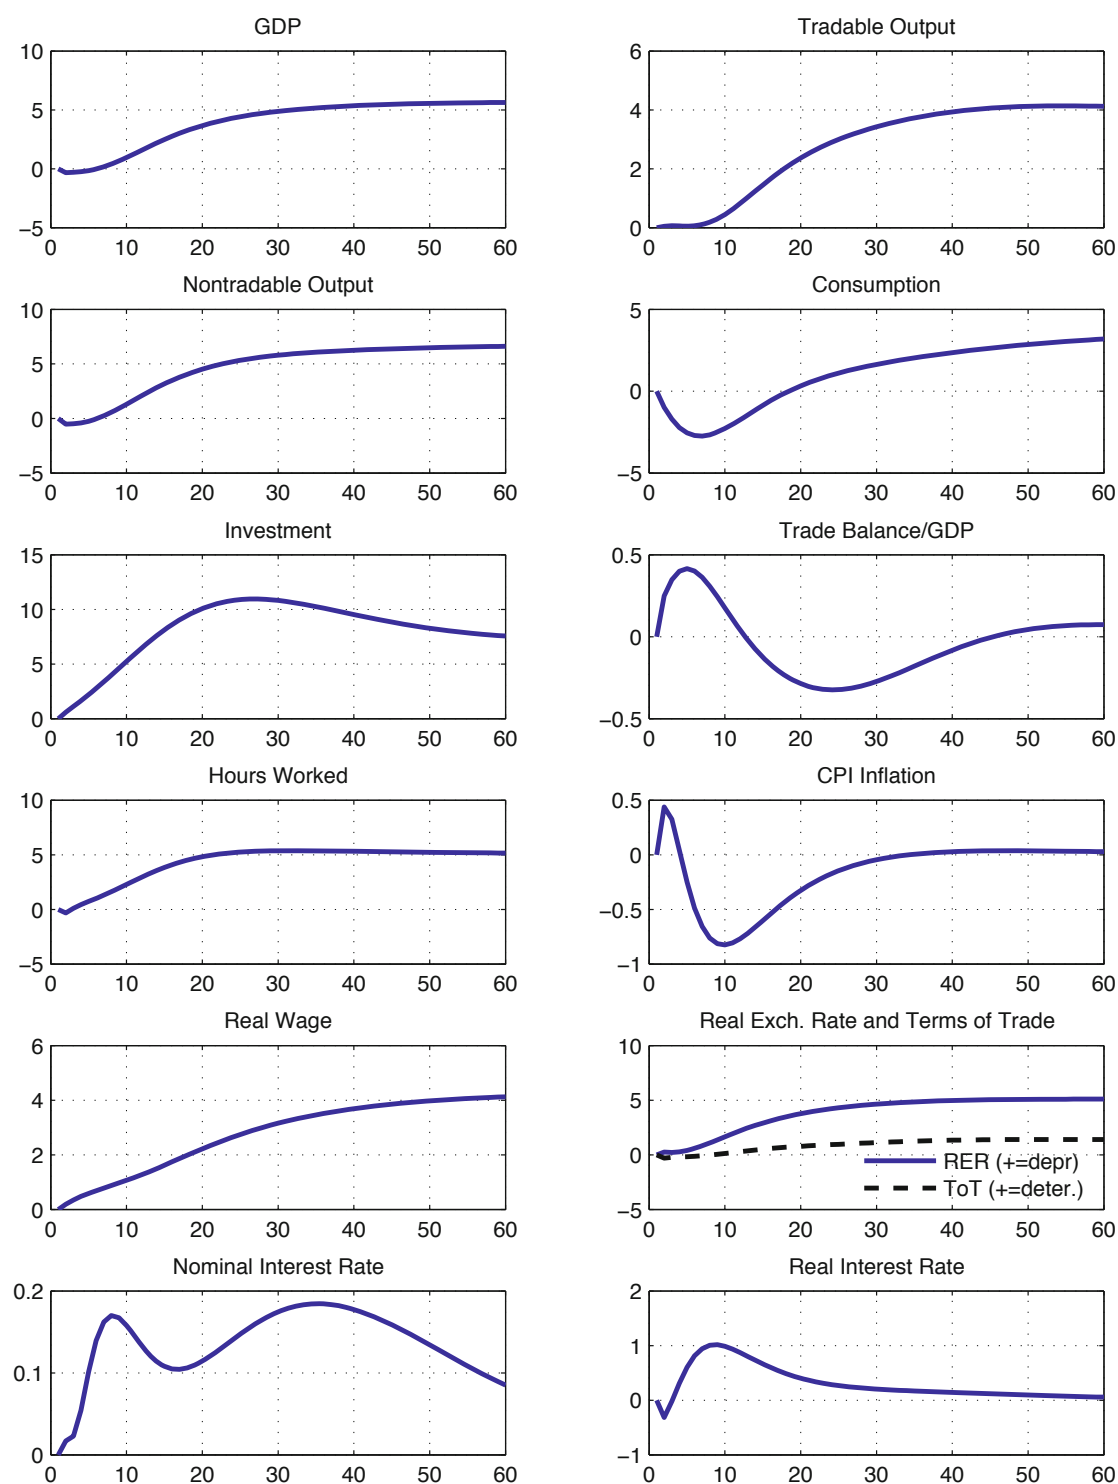 GDP
10
5
0
−5
0 10 20 30 40 50 60
Tradable Output
6
4
2
0
0 10 20 30 40 50 60
Nontradable Output
10
5
0
−5
0 10 20 30 40 50 60
Consumption
5
0
−5
0 10 20 30 40 50 60
Investment
15
10
5
0
0 10 20 30 40 50 60
Trade Balance/GDP
0.5
0
−0.5
0 10 20 30 40 50 60
Hours Worked
10
5
0
−5
0 10 20 30 40 50 60
CPI Inflation
0.5
0
−0.5
−1
0 10 20 30 40 50 60
Real Wage
6
4
2
0
0 10 20 30 40 50 60
Real Exch. Rate and Terms of Trade
10
5
0
−5
RER (+=depr)
ToT (+=deter.)
0 10 20 30 40 50 60
Nominal Interest Rate
0.2
0.1
0
0 10 20 30 40 50 60
Real Interest Rate
2
1
0
−1
0 10 20 30 40 50 60